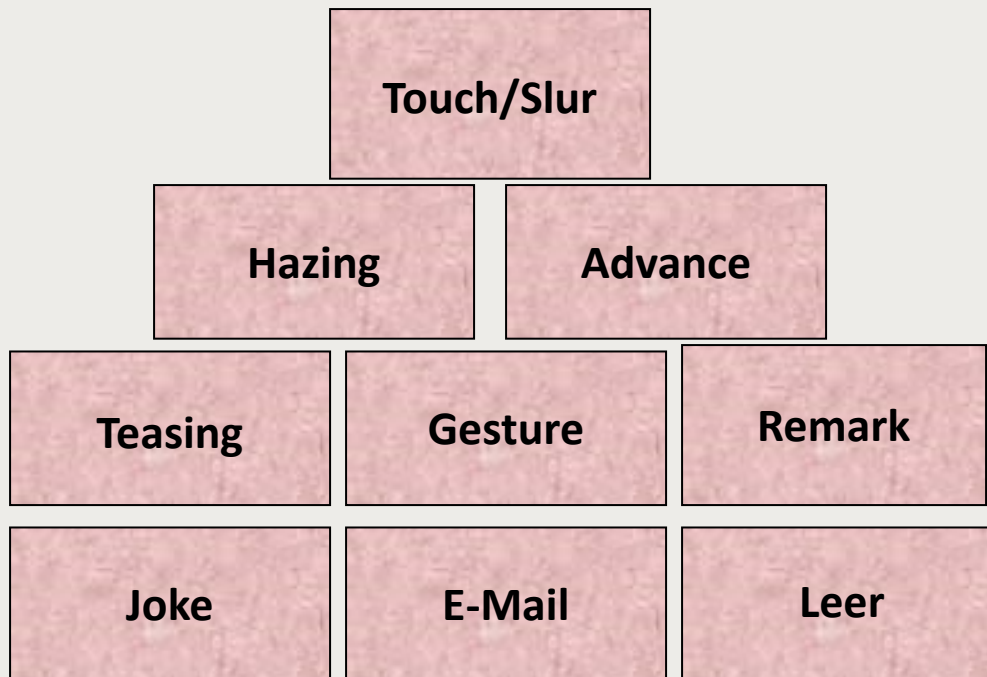 Touch/Slur
Hazing Advance
Teasing Gesture Remark
Joke E-Mail Leer